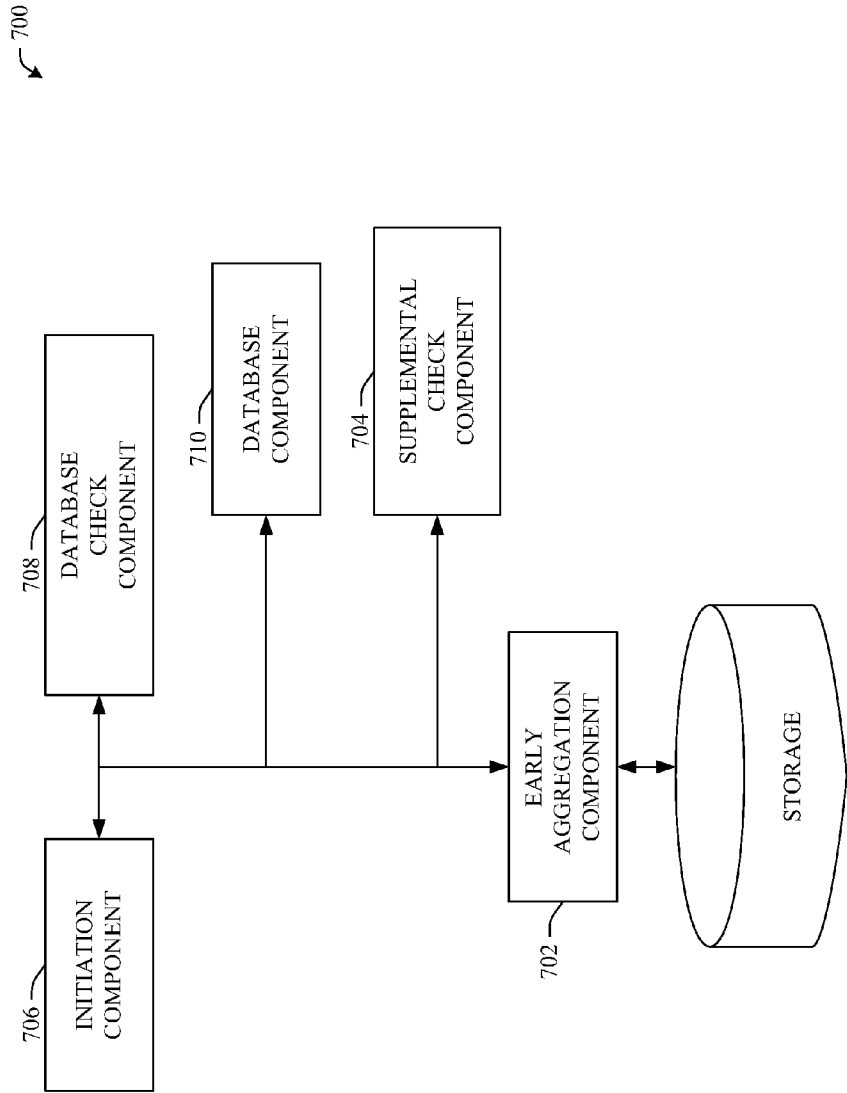 700
706
INITIATION
COMPONENT
708
DATABASE
CHECK
COMPONENT
710
DATABASE
COMPONENT
704
SUPPLEMENTAL
CHECK
COMPONENT
702
EARLY
AGGREGATION
COMPONENT
STORAGE